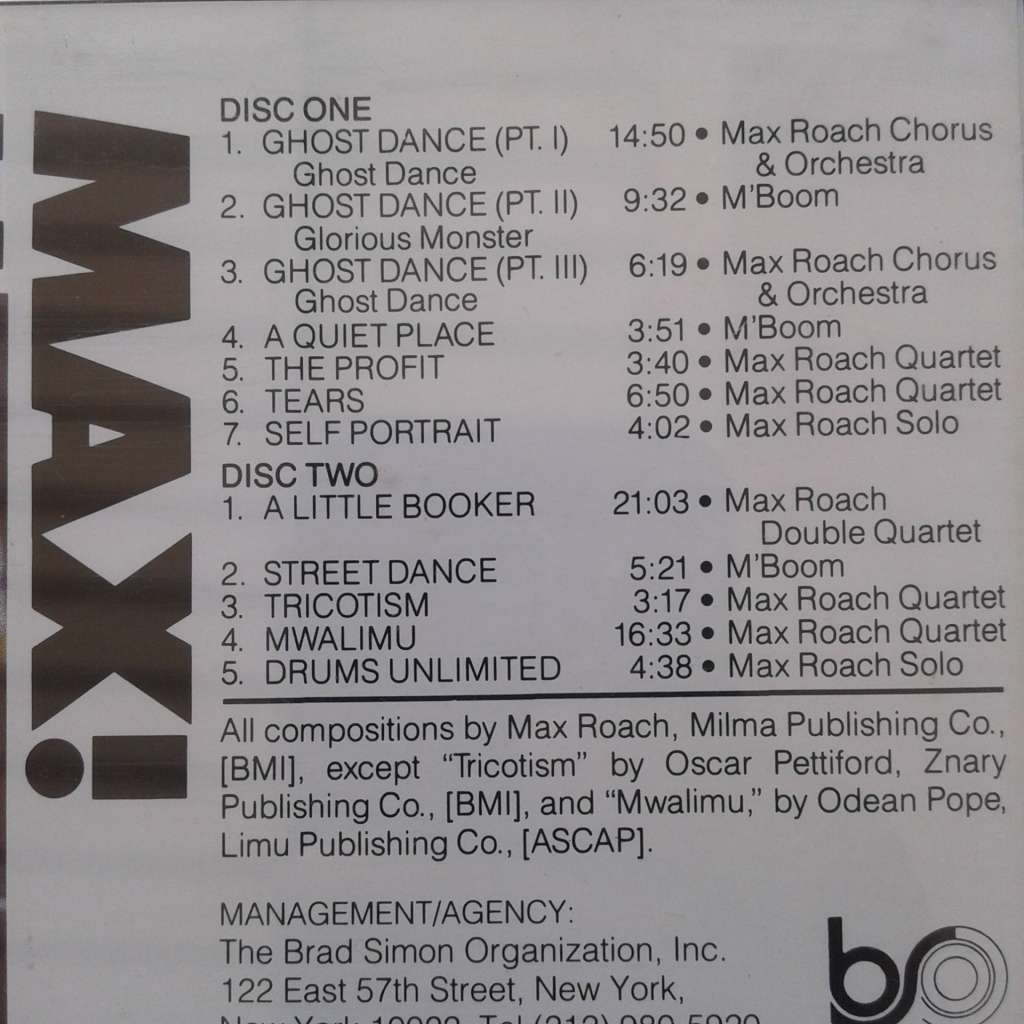 MAX!
DISC ONE
1. GHOST DANCE (PT. I) 14:50 • Max Roach Chorus
Ghost Dance & Orchestra
2. GHOST DANCE (PT. II) 9:32 • M'Boom
Glorious Monster
3. GHOST DANCE (PT. III) 6:19 • Max Roach Chorus
Ghost Dance & Orchestra
4. A QUIET PLACE 3:51 • M'Boom
5. THE PROFIT 3:40 • Max Roach Quartet
6. TEARS 6:50 • Max Roach Quartet
7. SELF PORTRAIT 4:02 • Max Roach Solo
DISC TWO
1. A LITTLE BOOKER 21:03 • Max Roach
Double Quartet
2. STREET DANCE 5:21 • M'Boom
3. TRICOTISM 3:17 • Max Roach Quartet
4. MWALIMU 16:33 • Max Roach Quartet
5. DRUMS UNLIMITED 4:38 • Max Roach Solo
All compositions by Max Roach, Milma Publishing Co.,
[BMI], except “Tricotism” by Oscar Pettiford, Znary
Publishing Co., [BMI], and “Mwalimu,” by Odean Pope,
Limu Publishing Co., [ASCAP].
MANAGEMENT/AGENCY:
The Brad Simon Organization, Inc.
122 East 57th Street, New York,
New York Tel (212)
bso